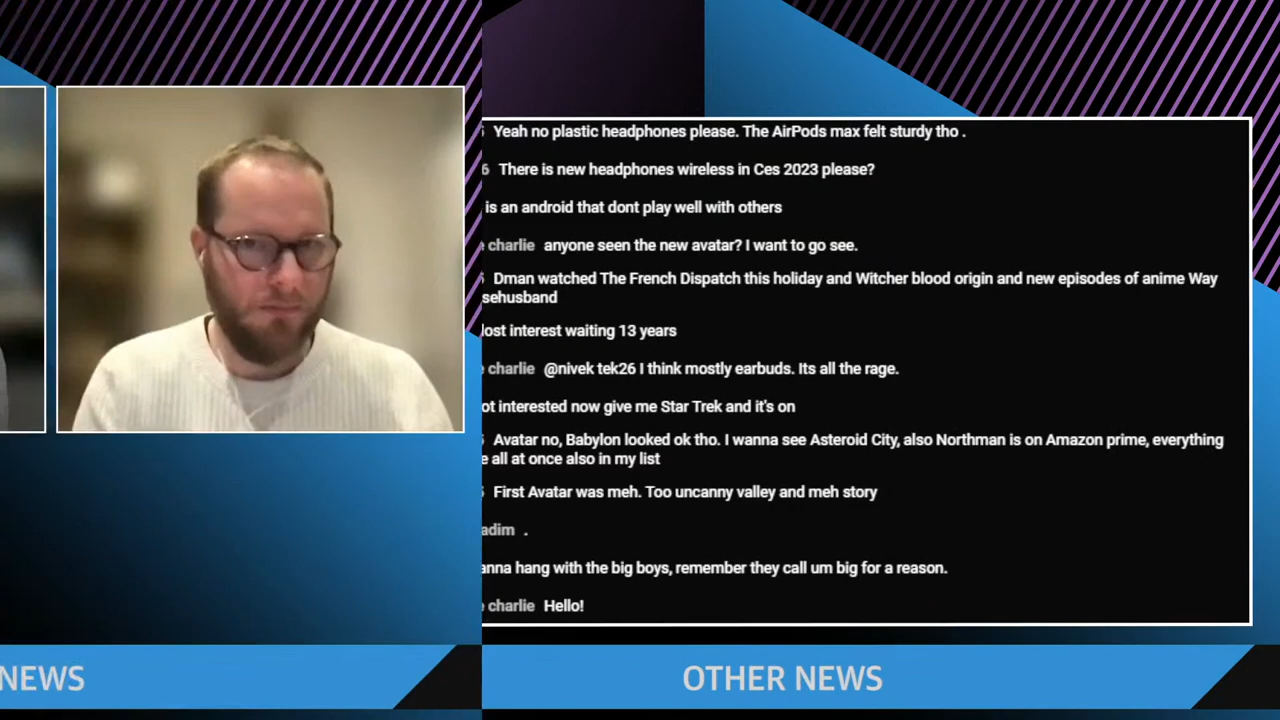 Yeah no plastic headphones please. The AirPods max felt sturdy tho .
6 There is new headphones wireless in Ces 2023 please?
is an android that dont play well with others
charlie anyone seen the new avatar? I want to go see.
Dman watched The French Dispatch this holiday and Witcher blood origin and new episodes of anime Way
sehusband
lost interest waiting 13 years
charlie @nivek tek26 I think mostly earbuds. Its all the rage.
ot interested now give me Star Trek and it's on
Avatar no, Babylon looked ok tho. I wanna see Asteroid City, also Northman is on Amazon prime, everything
e all at once also in my list
First Avatar was meh. Too uncanny valley and meh story
adim .
anna hang with the big boys, remember they call um big for a reason.
charlie Hello!
NEWS
OTHER NEWS